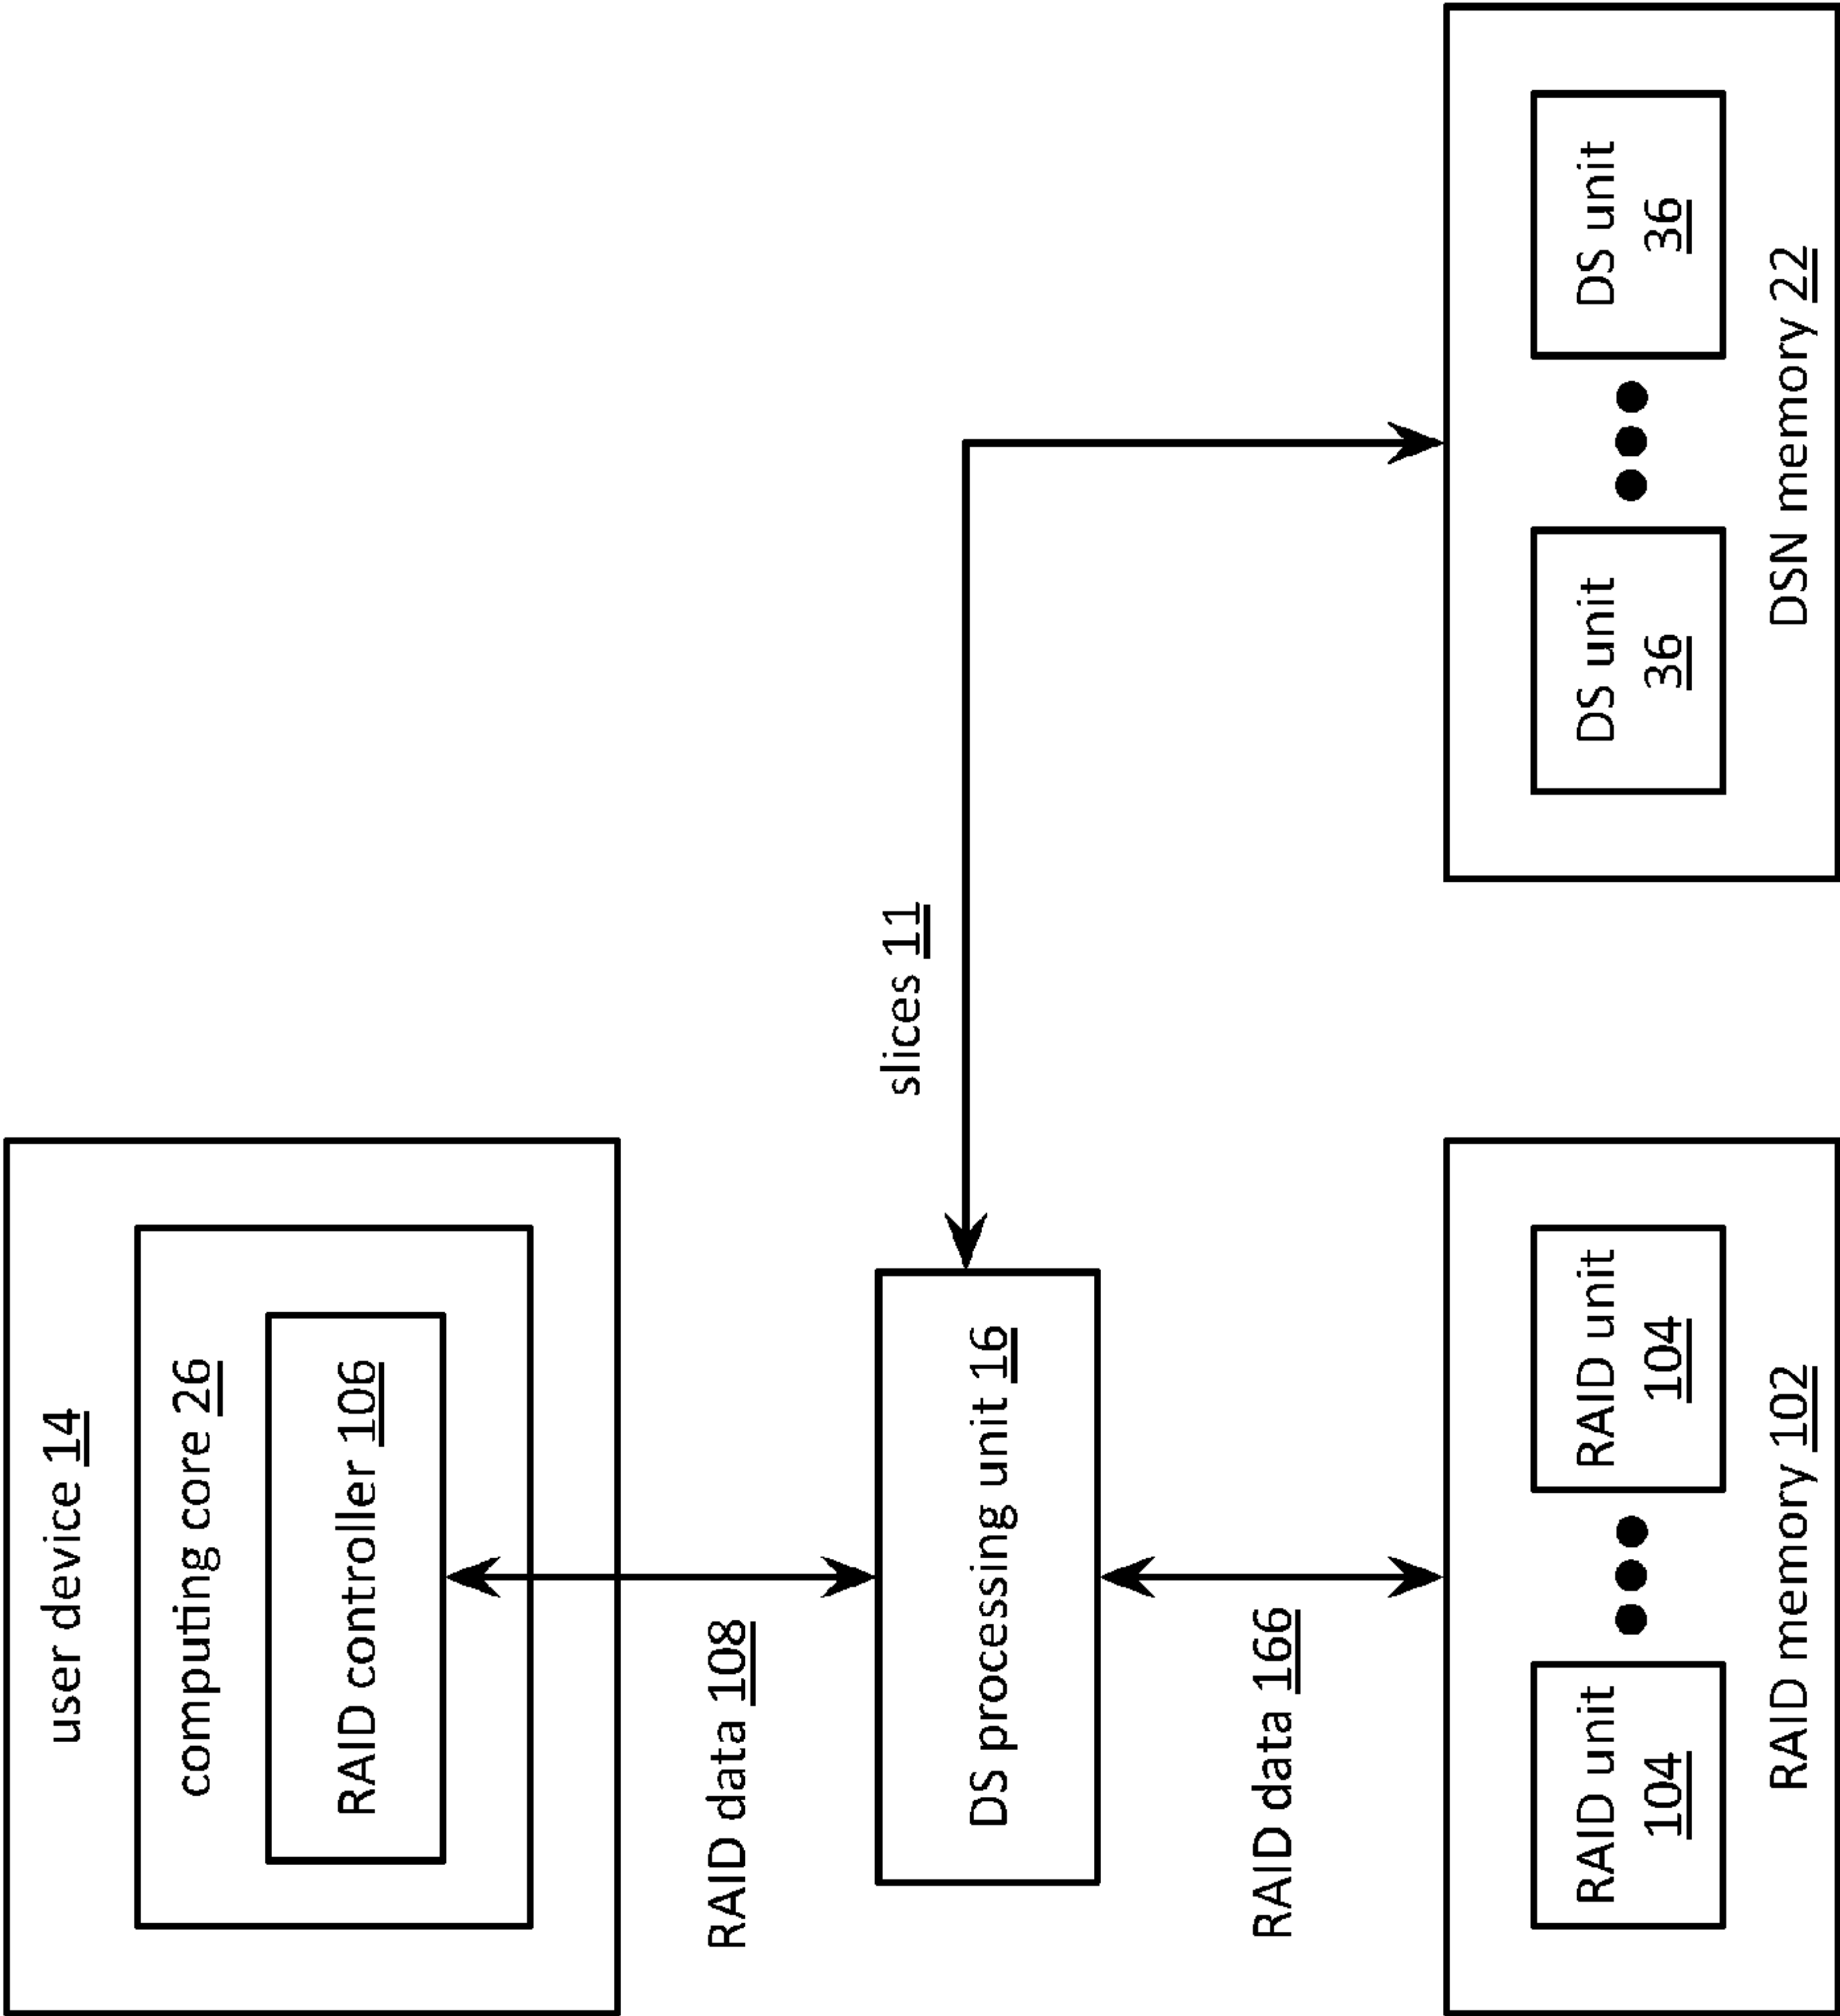 user device 14
computing core 26
RAID controller 106
RAID data 108
DS processing unit 16
slices 11
RAID data 166
RAID unit
104
RAID unit
104
RAID memory 102
DS unit
36
DS unit
36
DSN memory 22